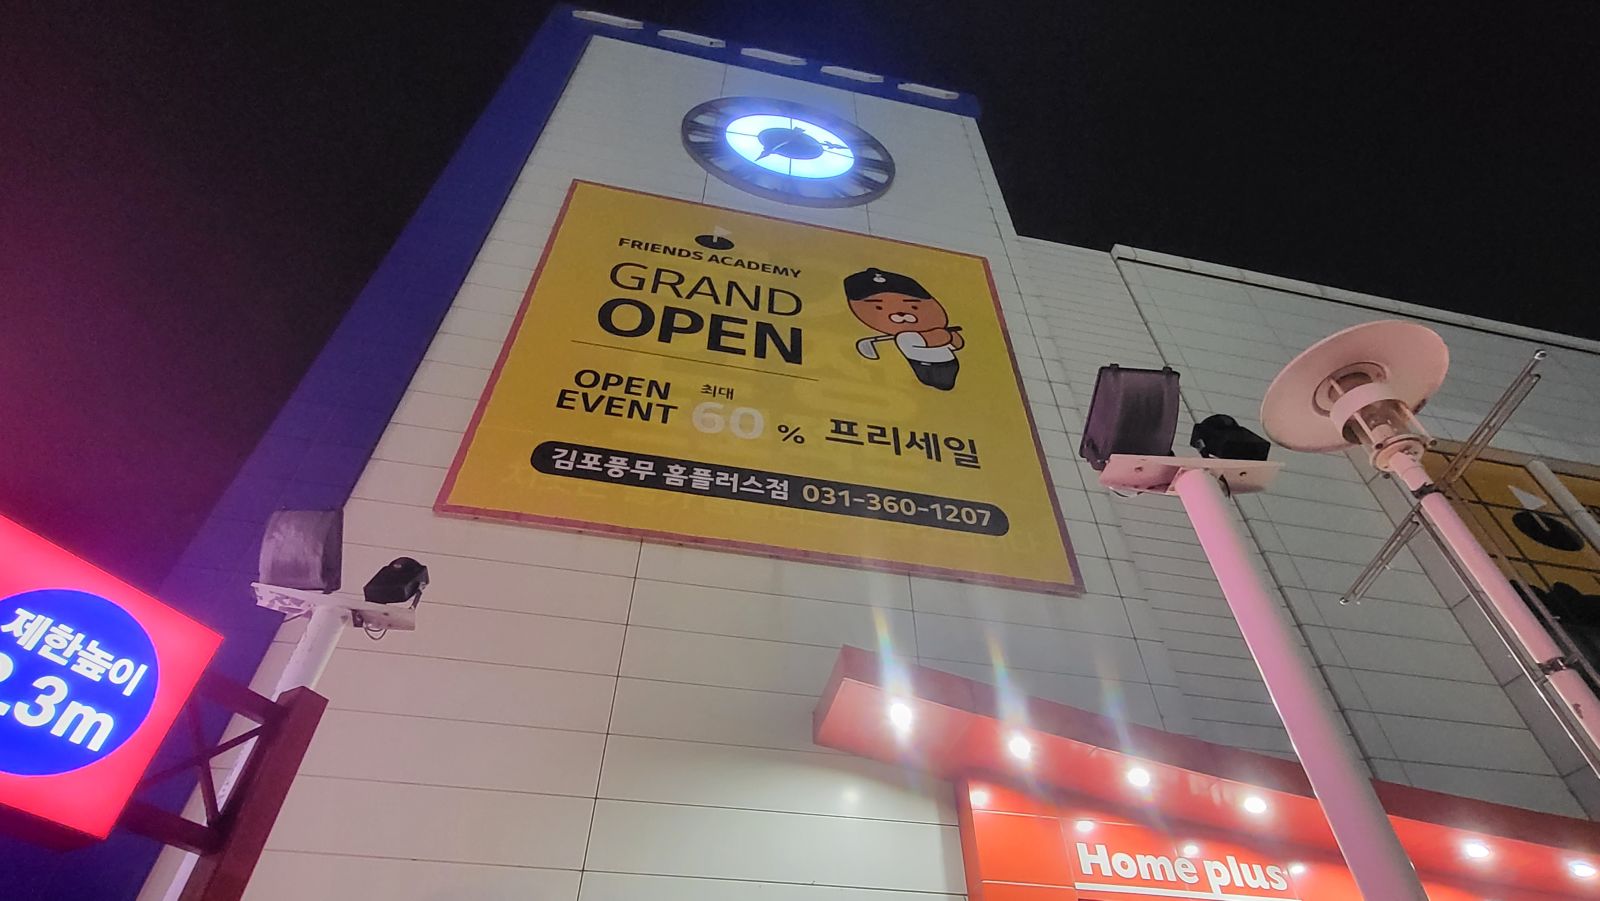 FRIENDS ACADEMY
GRAND
OPEN
OPEN
EVENT
최대
60 % 프리세일
김포풍무 홈플러스점 031-360-1207
제한높이
2.3m
Home plus